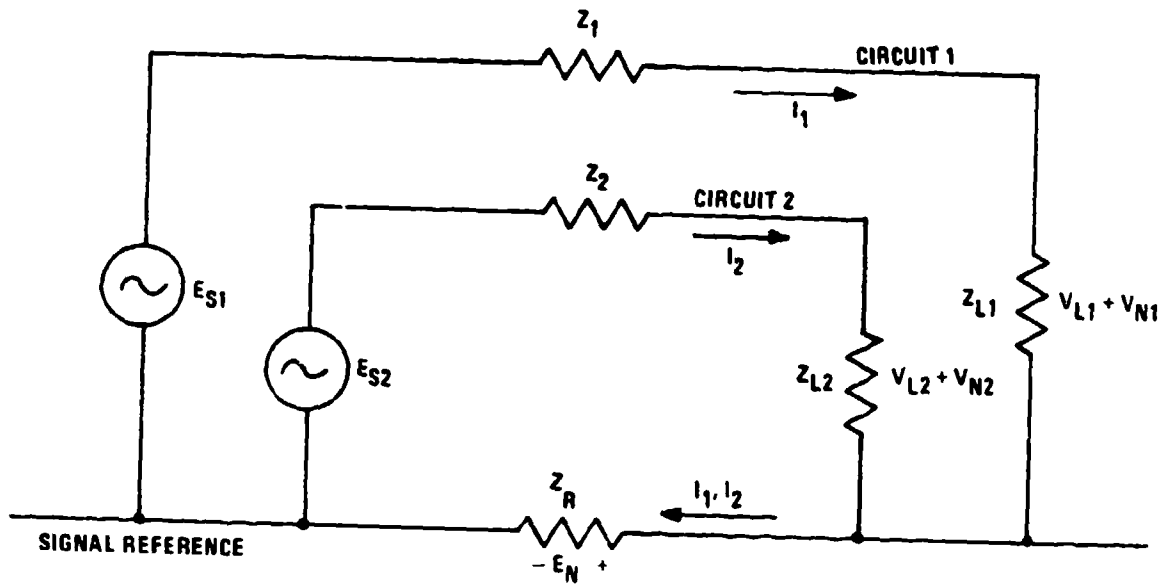 Z1
CIRCUIT 1
I1
Z2
CIRCUIT 2
I2
ES1
ZL1
VL1 + VN1
ES2
ZL2
VL2 + VN2
ZR
I1, I2
SIGNAL REFERENCE
- EN +